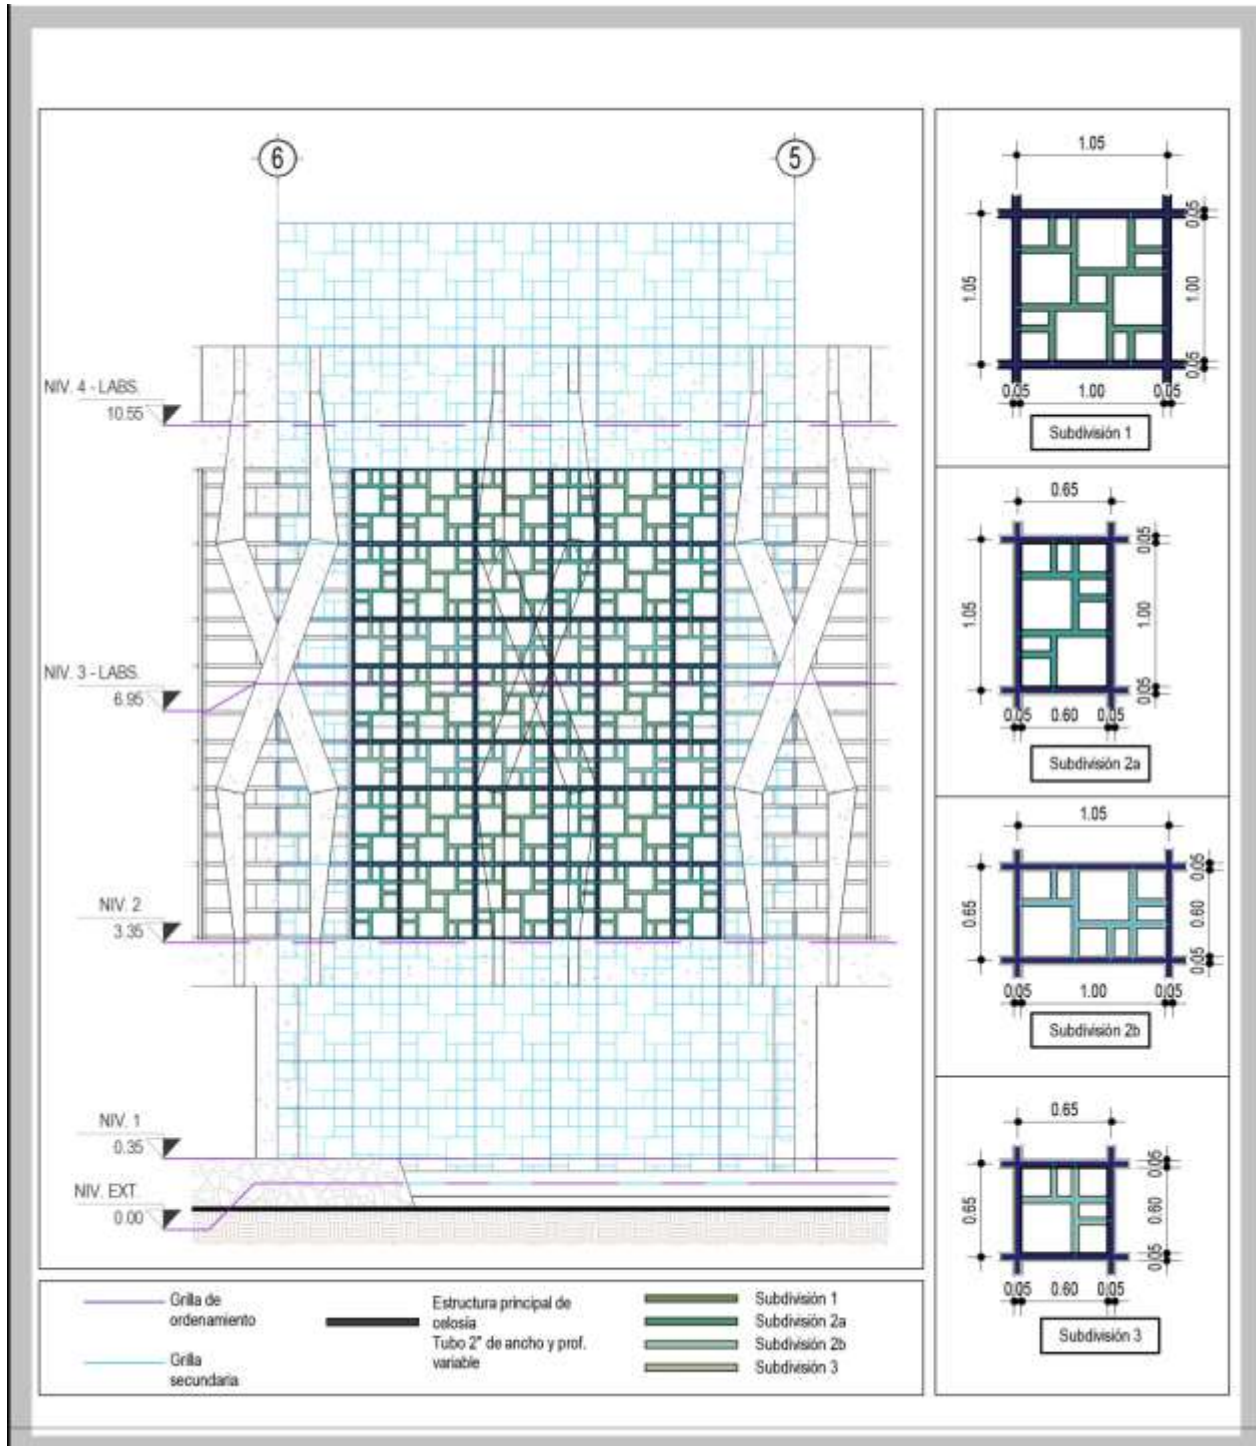 6
5
NIV. 4 - LABS.
10.55
NIV. 3 - LABS.
6.95
NIV. 2
3.35
NIV. 1
0.35
NIV. EXT.
0.00
1.05
0.05
1.05
1.00
0.05
0.05
1.00
0.05
Subdivisión 1
0.65
0.05
1.05
1.00
0.05
0.05
0.60
0.05
Subdivisión 2a
1.05
0.05
0.65
0.60
0.05
0.05
1.00
0.05
Subdivisión 2b
0.65
0.05
0.65
0.60
0.05
0.05
0.60
0.05
Subdivisión 3
Grilla de
ordenamiento
Grilla
secundaria
Estructura principal de
celosía
Tubo 2" de ancho y prof.
variable
Subdivisión 1
Subdivisión 2a
Subdivisión 2b
Subdivisión 3